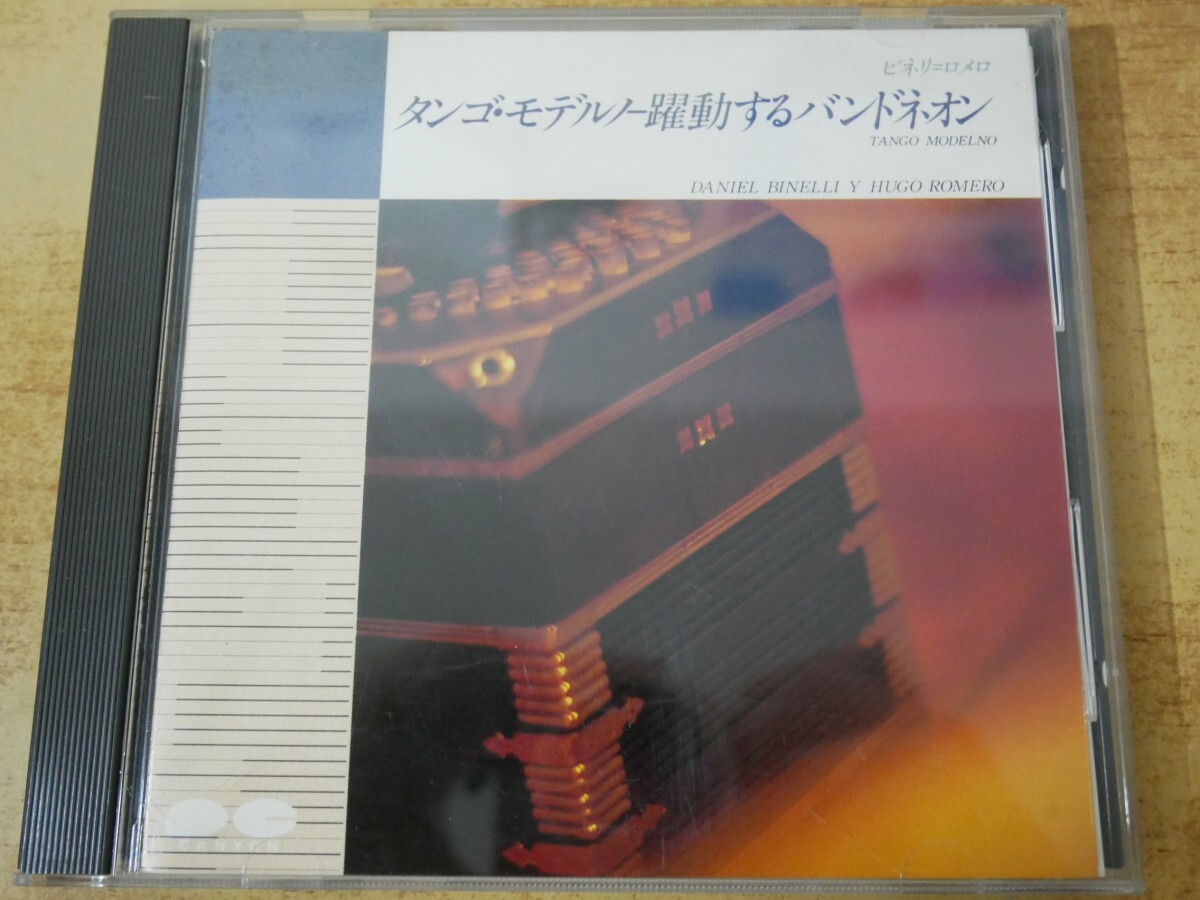 ビネリ=ロメロ
タンゴ・モデルノー躍動するバンドネオン
TANGO MODELNO
DANIEL BINELLI Y HUGO ROMERO
CANYON